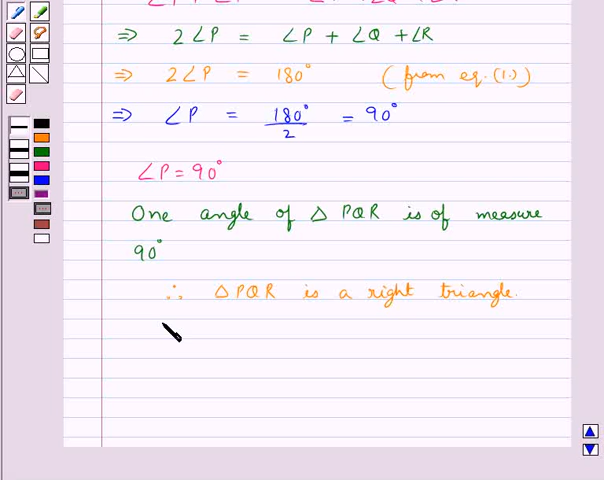 ⇒ 2∠P = ∠P + ∠Q + ∠R
⇒ 2∠P = 180° (from eq.(1.)
⇒ ∠P = 180°/2 = 90°
∠P = 90°
One angle of △ PQR is of measure
90°
∴ △PQR is a right triangle.